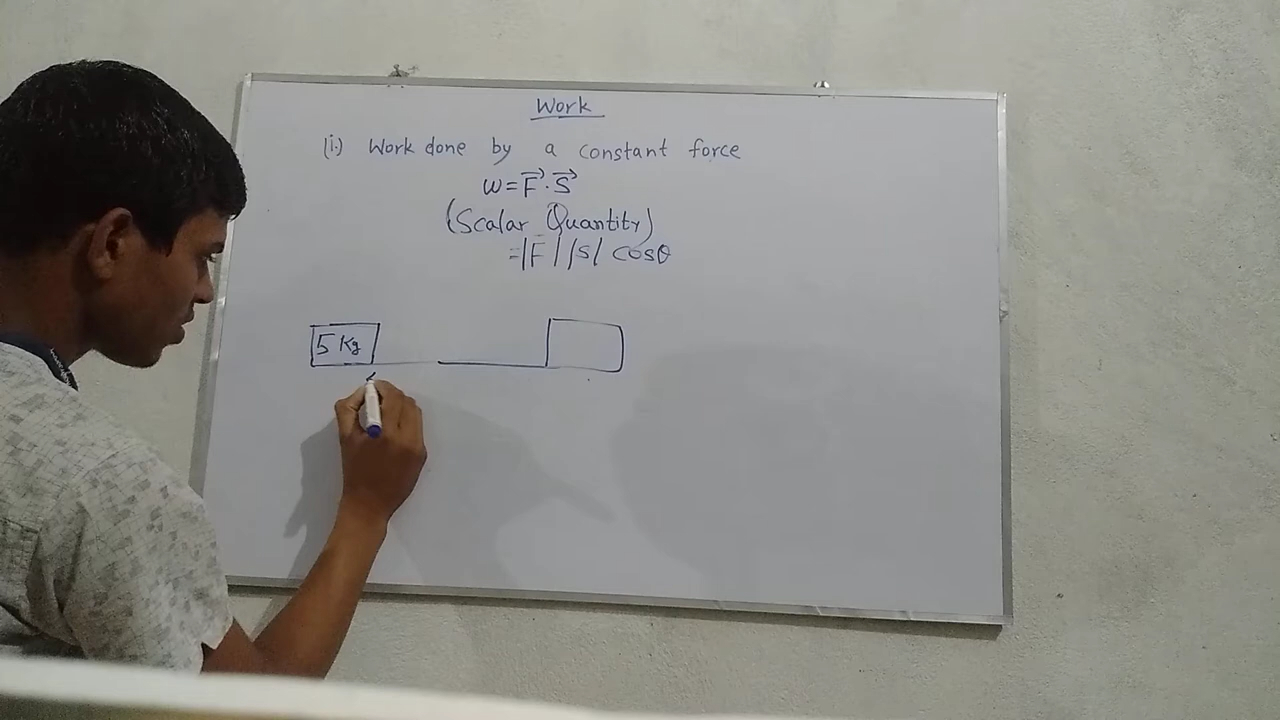 Work
(i.) Work done by a constant force
W = F⃗ . S⃗
(Scalar Quantity)
= |F| |S| cosθ
5 Kg